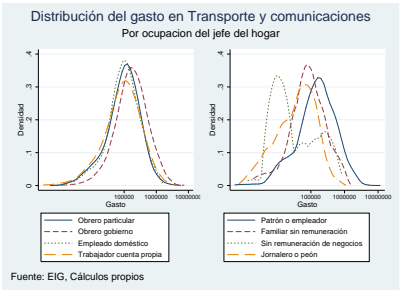 Distribución del gasto en Transporte y comunicaciones
Por ocupacion del jefe del hogar
Densidad
0 .1 .2 .3 .4
100000 1000000 10000000
Gasto
Obrero particular
Obrero gobierno
Empleado doméstico
Trabajador cuenta propia
Densidad
0 .1 .2 .3 .4
100000 1000000 10000000
Gasto
Patrón o empleador
Familiar sin remuneración
Sin remuneración de negocios
Jornalero o peón
Fuente: EIG, Cálculos propios